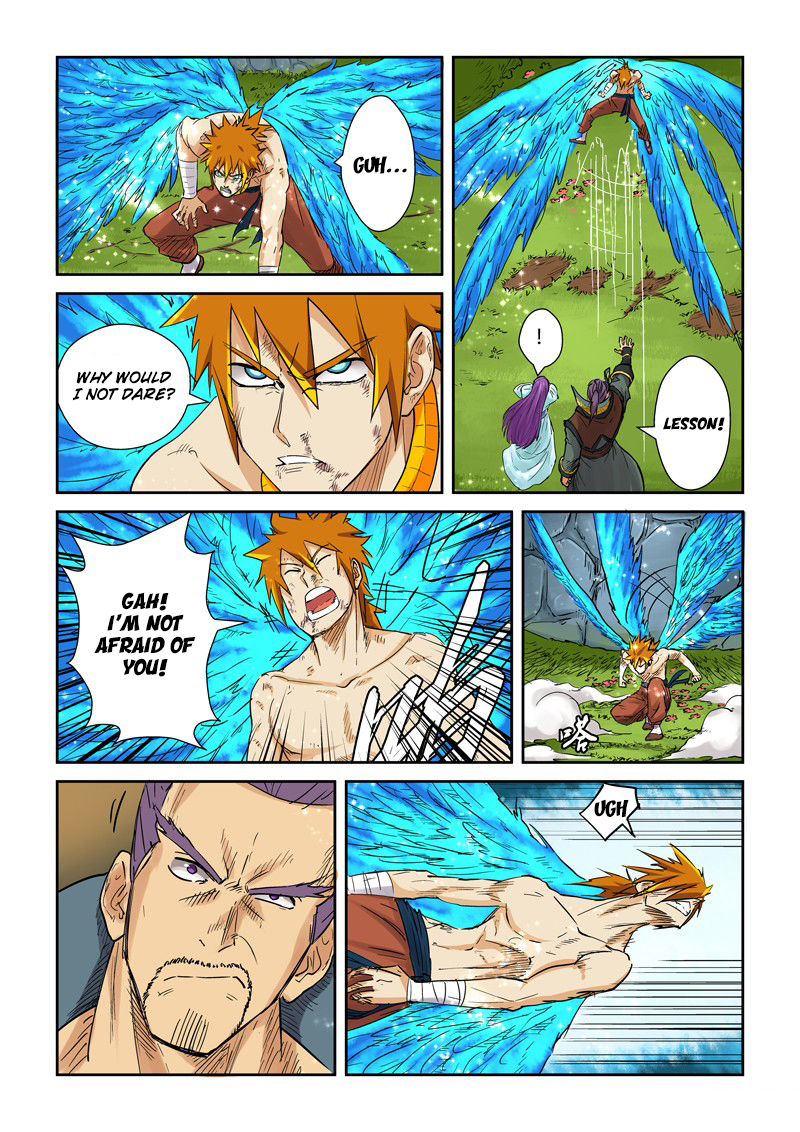 !
LESSON!
GUH...
WHY WOULD
I NOT DARE?
GAH!
I'M NOT
AFRAID OF
YOU!
UGH